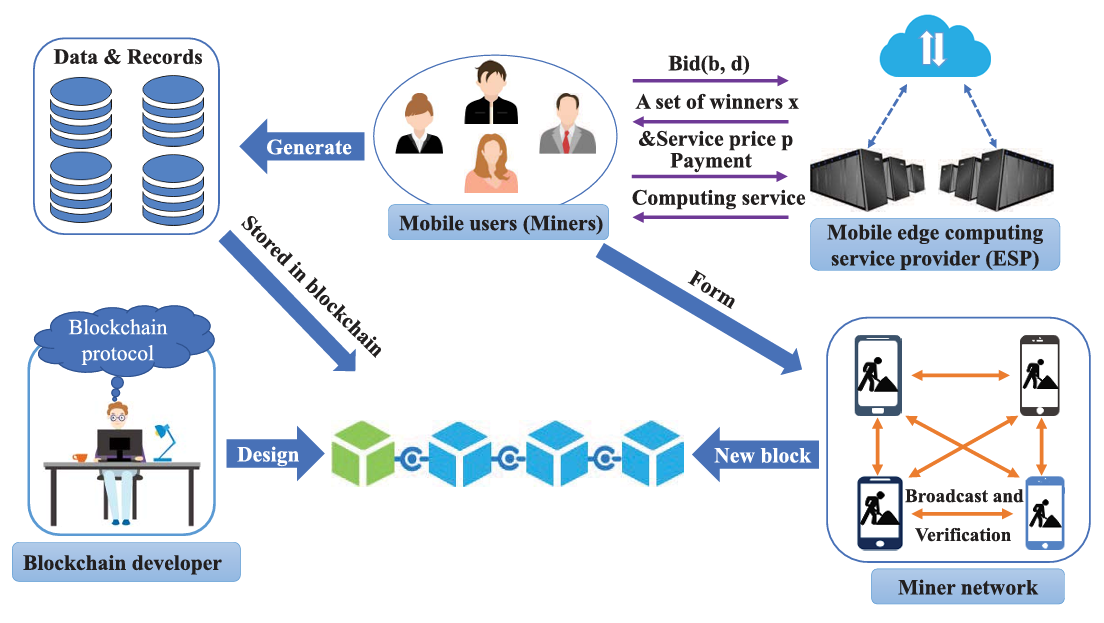 Data & Records
Generate
Mobile users (Miners)
Bid(b, d)
A set of winners x
&Service price p
Payment
Computing service
Mobile edge computing
service provider (ESP)
Stored in blockchain
Form
Blockchain
protocol
Design
New block
Broadcast and
Verification
Blockchain developer
Miner network